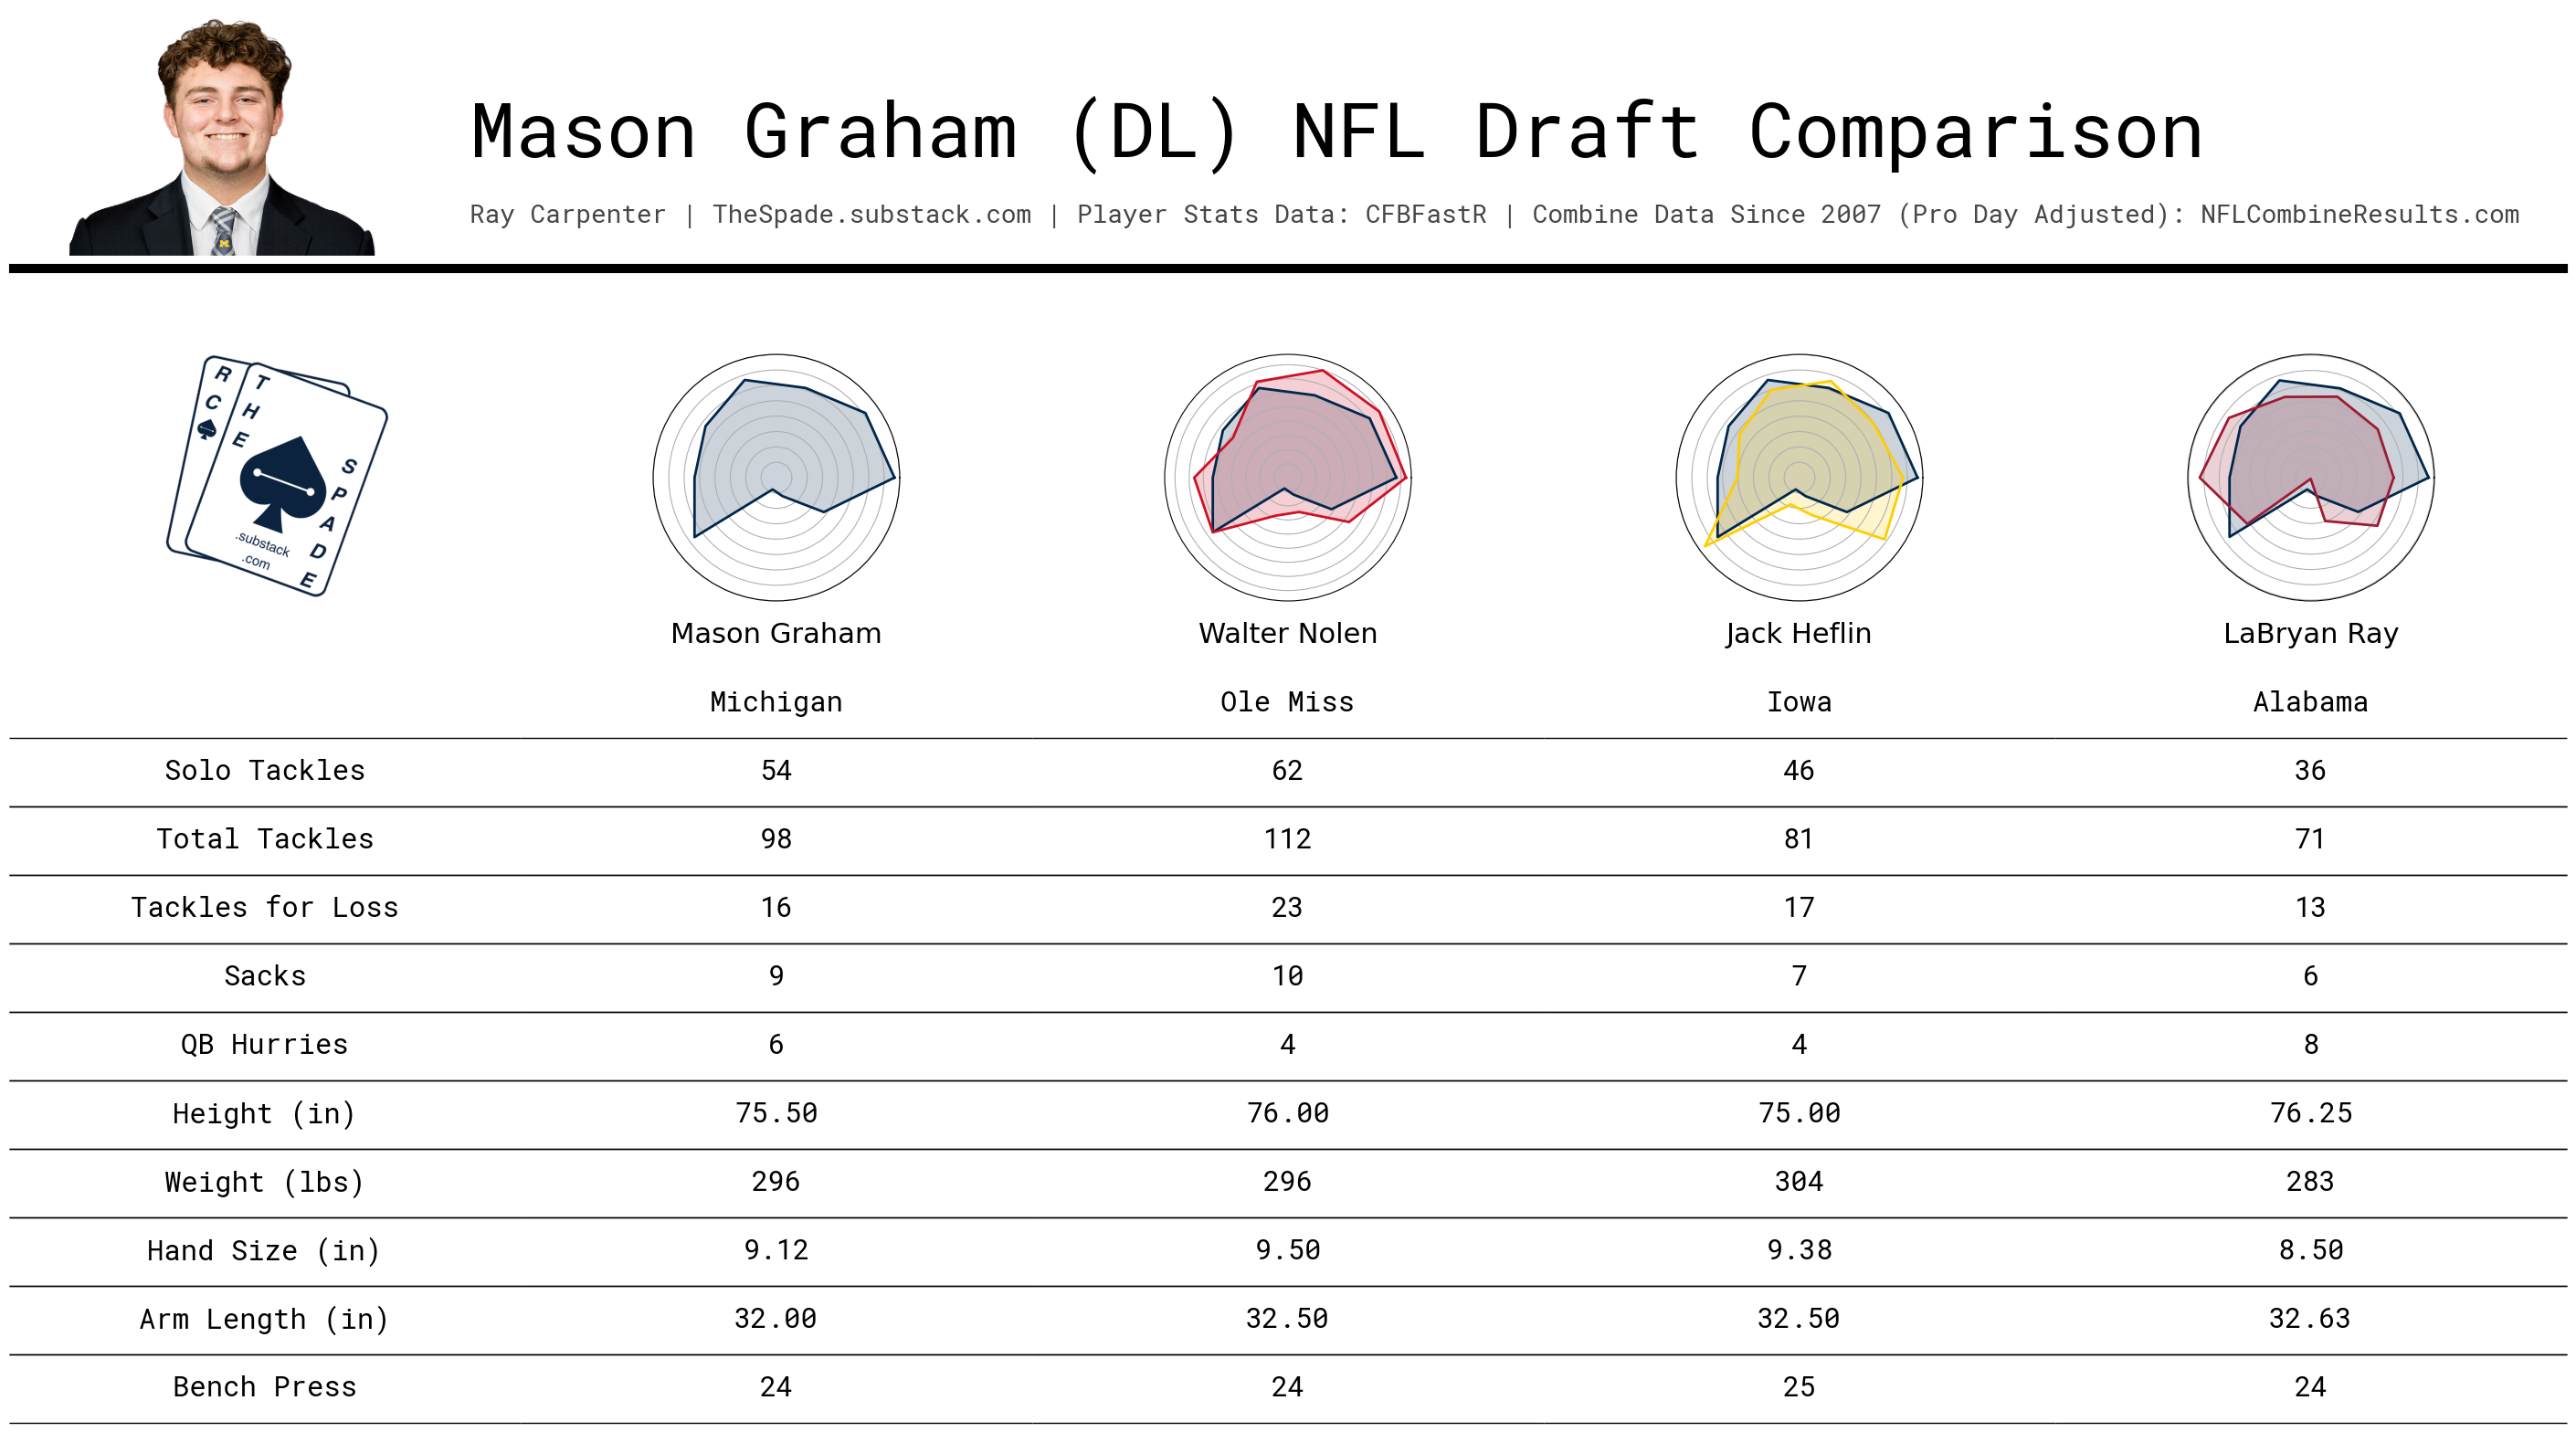 Mason Graham (DL) NFL Draft Comparison
Ray Carpenter | TheSpade.substack.com | Player Stats Data: CFBFastR | Combine Data Since 2007 (Pro Day Adjusted): NFLCombineResults.com
RC
THE
SPADE
.substack
.com
Mason Graham Walter Nolen Jack Heflin LaBryan Ray
Michigan Ole Miss Iowa Alabama
Solo Tackles 54 62 46 36
Total Tackles 98 112 81 71
Tackles for Loss 16 23 17 13
Sacks 9 10 7 6
QB Hurries 6 4 4 8
Height (in) 75.50 76.00 75.00 76.25
Weight (lbs) 296 296 304 283
Hand Size (in) 9.12 9.50 9.38 8.50
Arm Length (in) 32.00 32.50 32.50 32.63
Bench Press 24 24 25 24